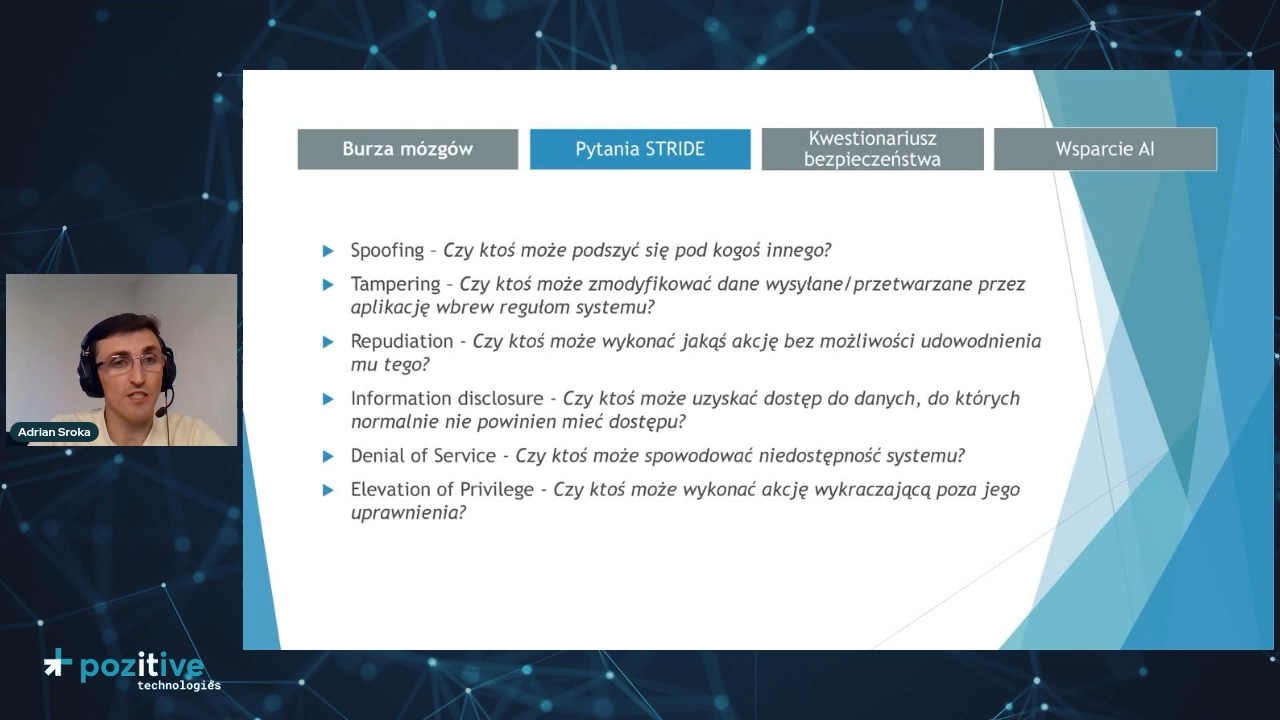 Burza mózgów
Pytania STRIDE
Kwestionariusz
bezpieczeństwa
Wsparcie AI
Spoofing – Czy ktoś może podszyć się pod kogoś innego?
Tampering – Czy ktoś może zmodyfikować dane wysyłane/przetwarzane przez
aplikację wbrew regułom systemu?
Repudiation - Czy ktoś może wykonać jakąś akcję bez możliwości udowodnienia
mu tego?
Information disclosure - Czy ktoś może uzyskać dostęp do danych, do których
normalnie nie powinien mieć dostępu?
Denial of Service - Czy ktoś może spowodować niedostępność systemu?
Elevation of Privilege - Czy ktoś może wykonać akcję wykraczającą poza jego
uprawnienia?
Adrian Sroka
pozitive
technologies